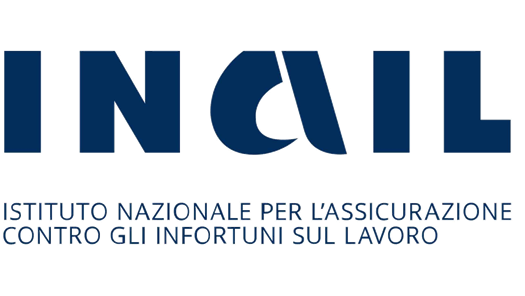 INAIL
ISTITUTO NAZIONALE PER L'ASSICURAZIONE
CONTRO GLI INFORTUNI SUL LAVORO